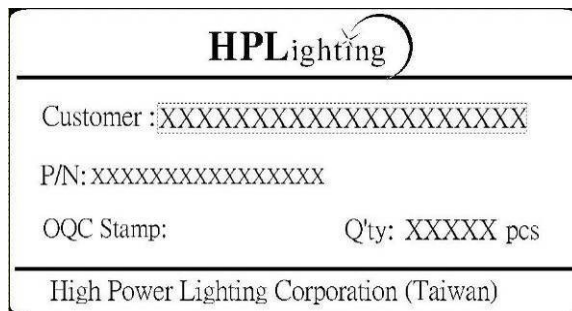 HPLighting
Customer : XXXXXXXXXXXXXXXXXXXX
P/N: XXXXXXXXXXXXXXXX
OQC Stamp: Q'ty: XXXXX pcs
High Power Lighting Corporation (Taiwan)